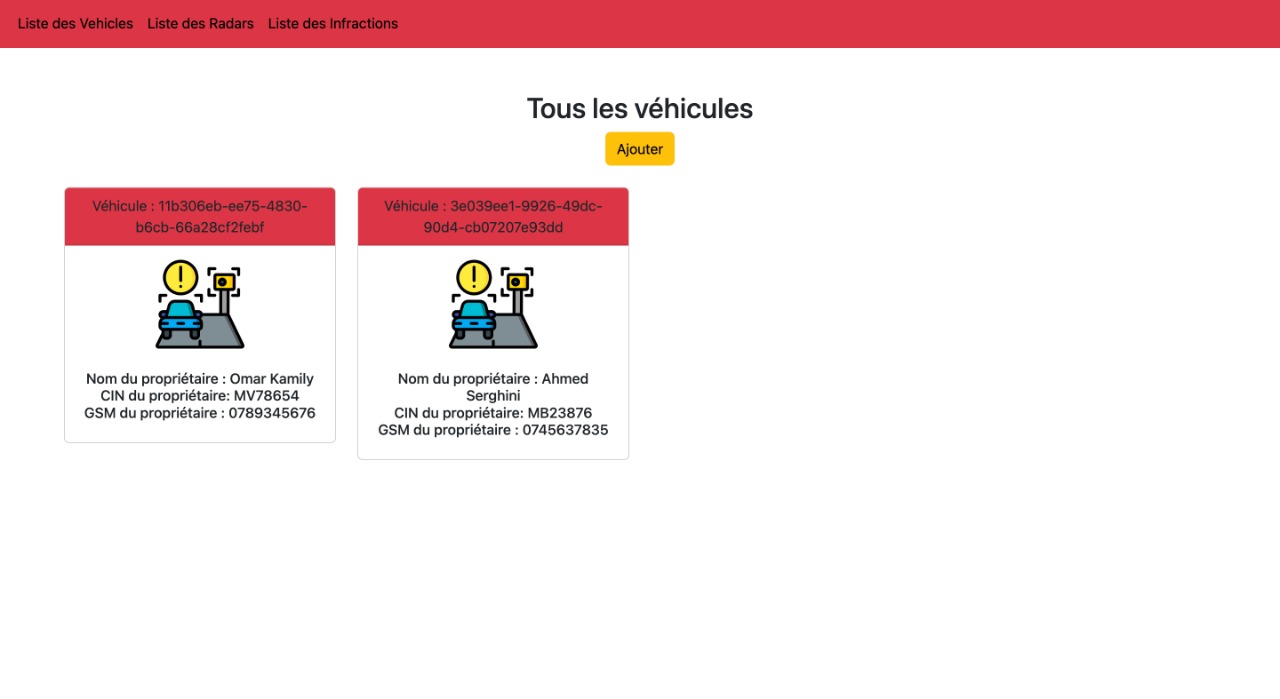 Liste des Vehicles Liste des Radars Liste des Infractions
Tous les véhicules
Ajouter
Véhicule : 11b306eb-ee75-4830-
b6cb-66a28cf2febf
Nom du propriétaire : Omar Kamily
CIN du propriétaire: MV78654
GSM du propriétaire : 0789345676
Véhicule : 3e039ee1-9926-49dc-
90d4-cb07207e93dd
Nom du propriétaire : Ahmed
Serghini
CIN du propriétaire: MB23876
GSM du propriétaire : 0745637835